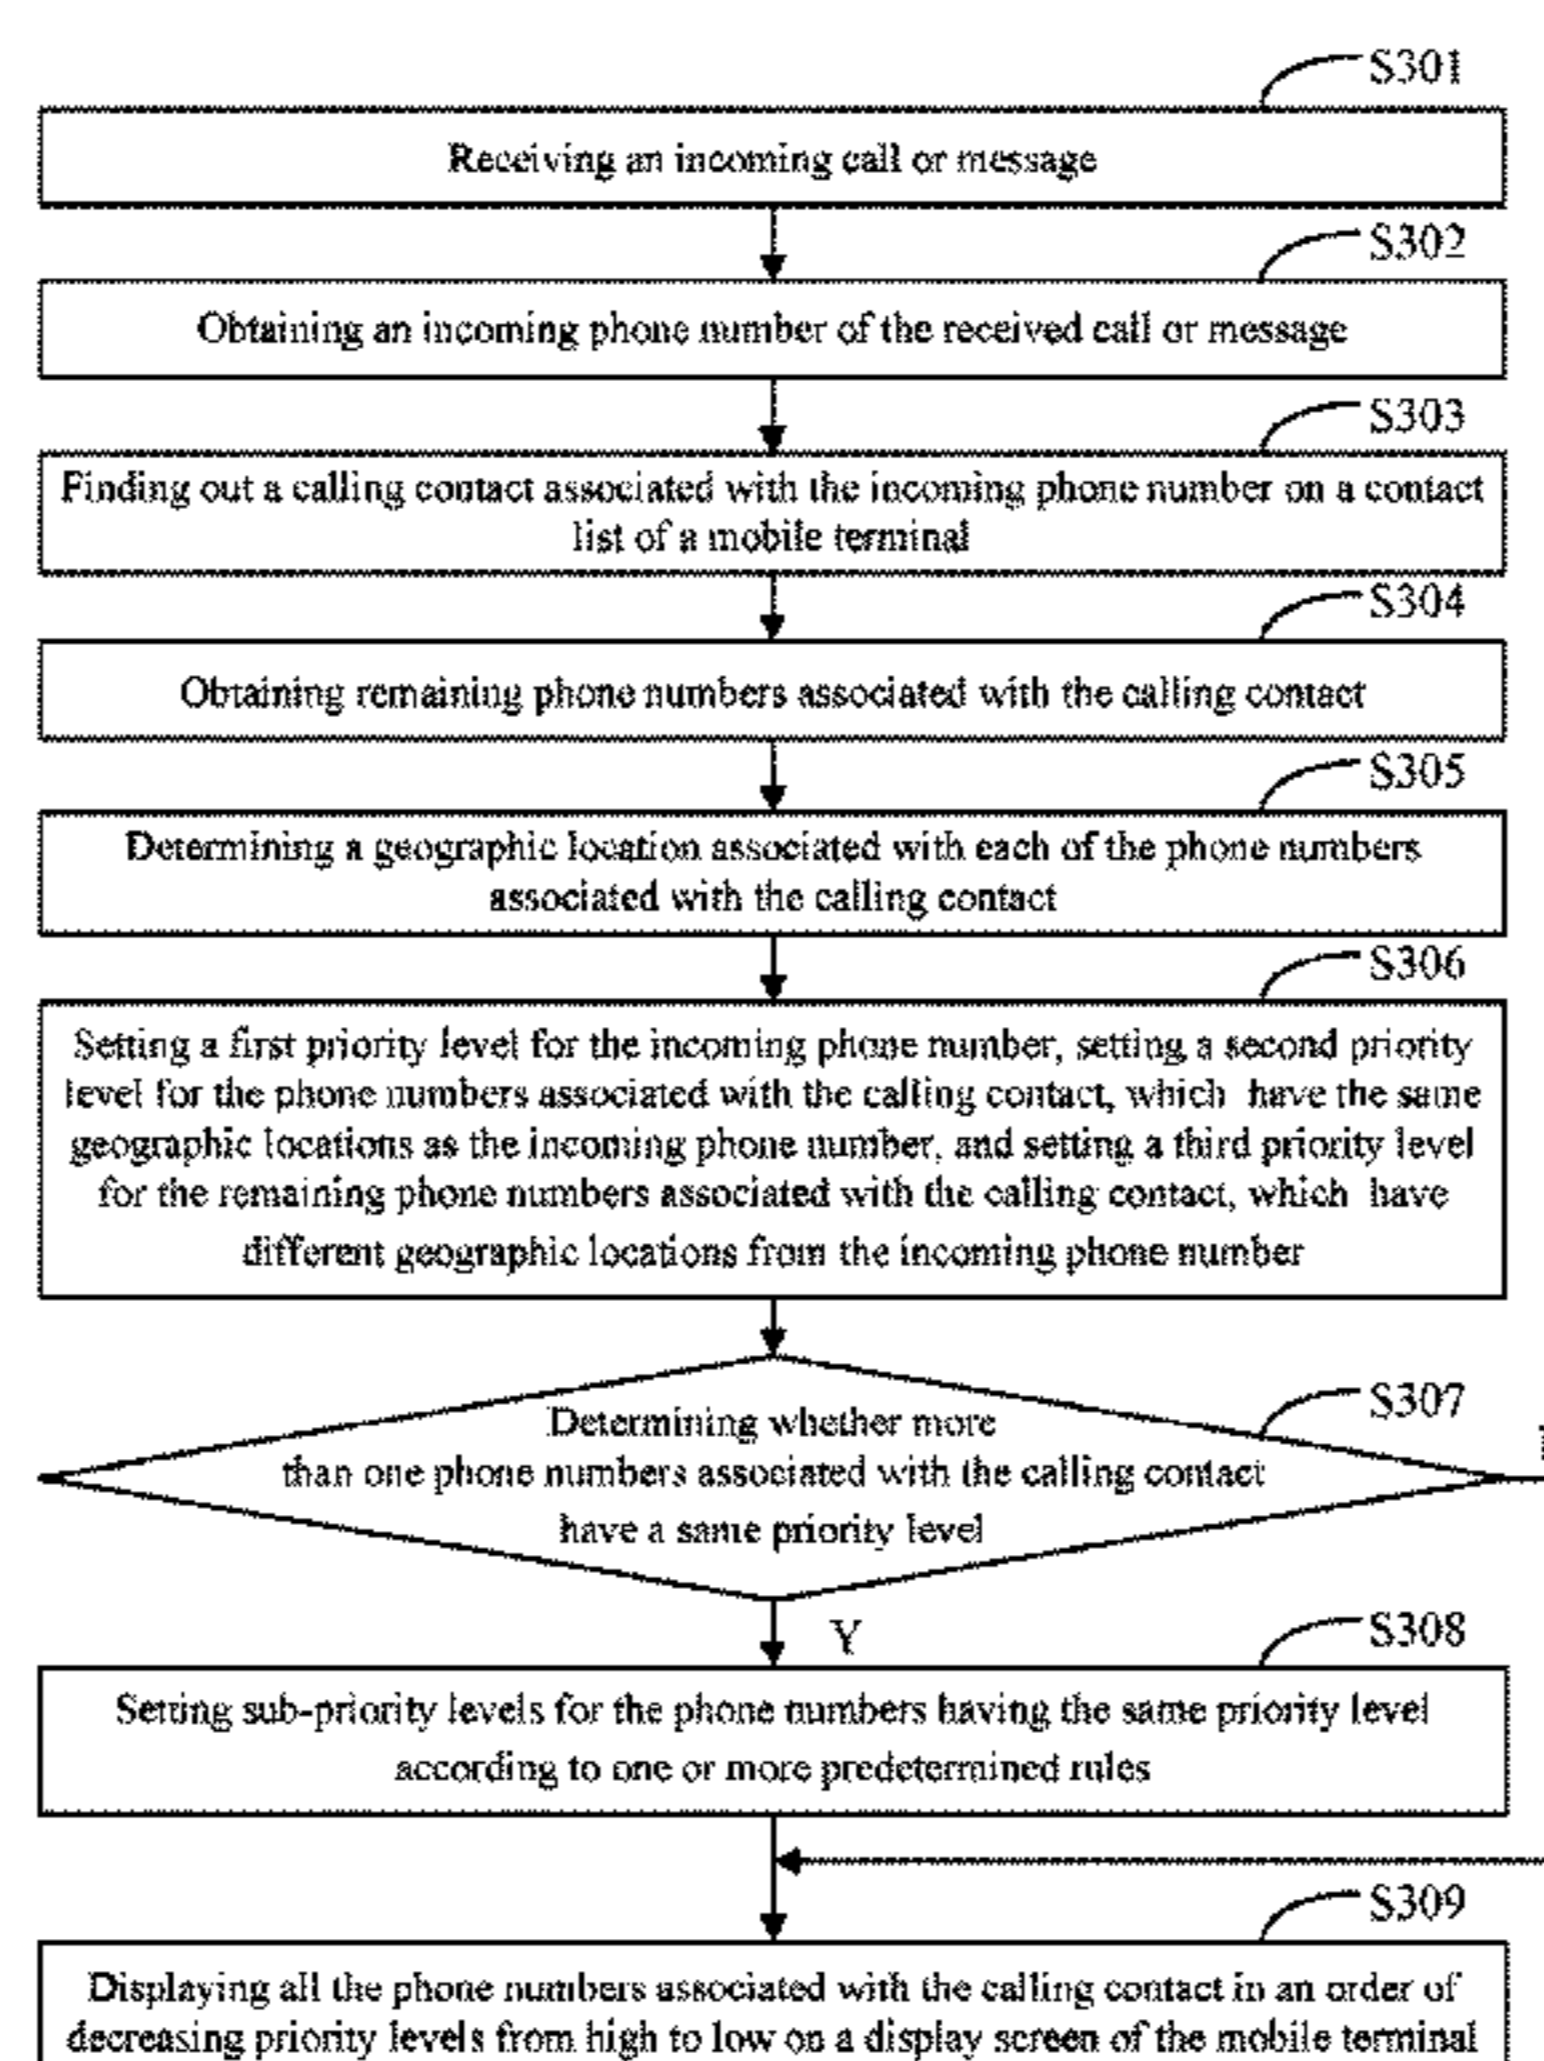 S301
Receiving an incoming call or message
S302
Obtaining an incoming phone number of the received call or message
S303
Finding out a calling contact associated with the incoming phone number on a contact
list of a mobile terminal
S304
Obtaining remaining phone numbers associated with the calling contact
S305
Determining a geographic location associated with each of the phone numbers
associated with the calling contact
S306
Setting a first priority level for the incoming phone number, setting a second priority
level for the phone numbers associated with the calling contact, which have the same
geographic locations as the incoming phone number, and setting a third priority level
for the remaining phone numbers associated with the calling contact, which have
different geographic locations from the incoming phone number
S307
Determining whether more
than one phone numbers associated with the calling contact
have a same priority level
Y
S308
Setting sub-priority levels for the phone numbers having the same priority level
according to one or more predetermined rules
S309
Displaying all the phone numbers associated with the calling contact in an order of
decreasing priority levels from high to low on a display screen of the mobile terminal